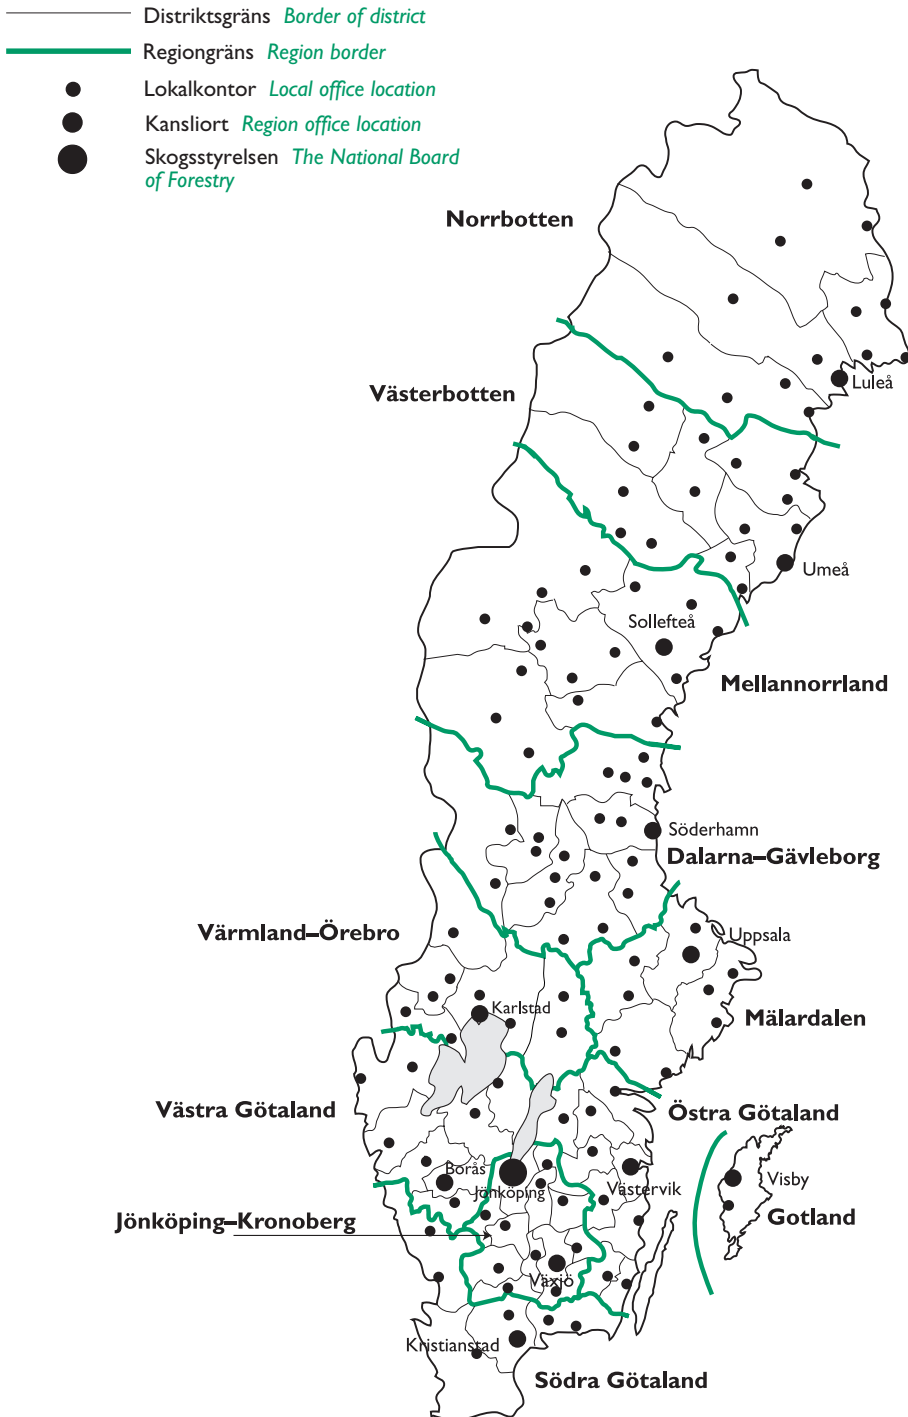 Distriktsgräns Border of district
Regiongräns Region border
Lokalkontor Local office location
Kansliort Region office location
Skogsstyrelsen The National Board
of Forestry
Norrbotten
Luleå
Västerbotten
Umeå
Sollefteå
Mellannorrland
Söderhamn
Dalarna–Gävleborg
Värmland–Örebro
Uppsala
Karlstad
Mälardalen
Västra Götaland
Östra Götaland
Borås
Jönköping
Västervik
Visby
Jönköping–Kronoberg
Gotland
Växjö
Kristianstad
Södra Götaland